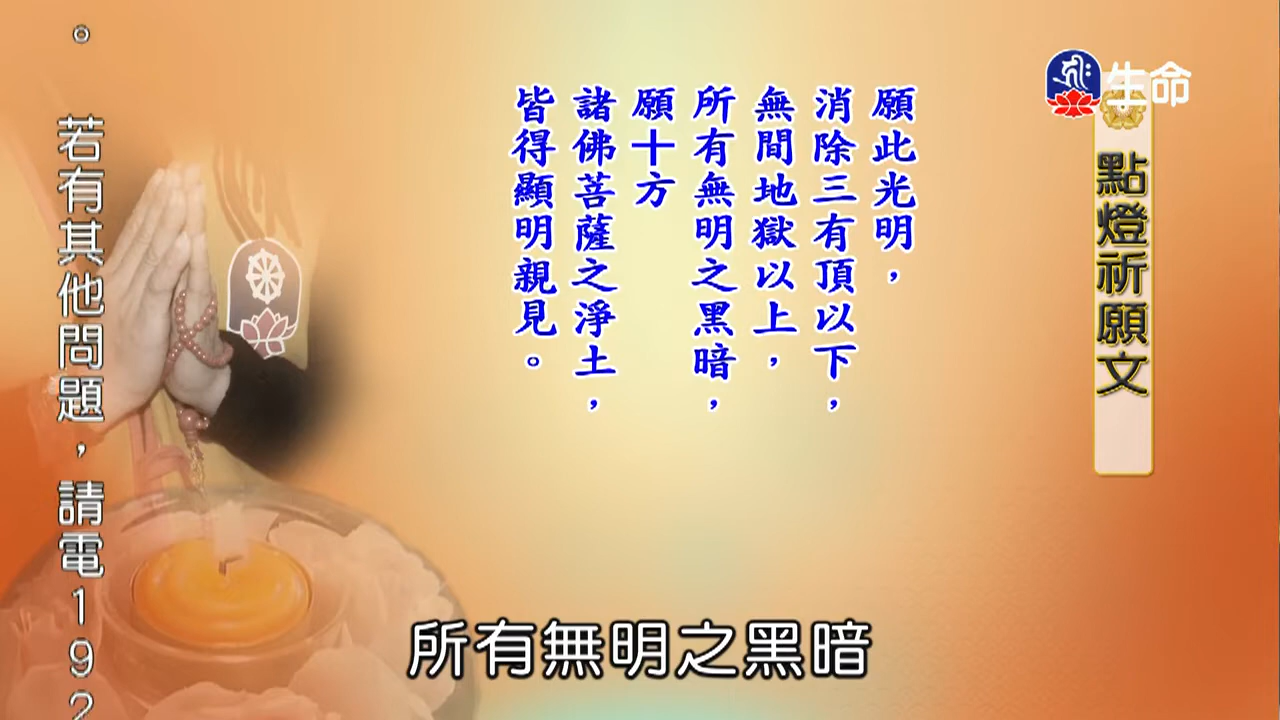 生命
點燈祈願文
願此光明，
消除三有頂以下，
無間地獄以上，
所有無明之黑暗，
願十方
諸佛菩薩之淨土，
皆得顯明親見。
。若有其他問題，請電192
所有無明之黑暗